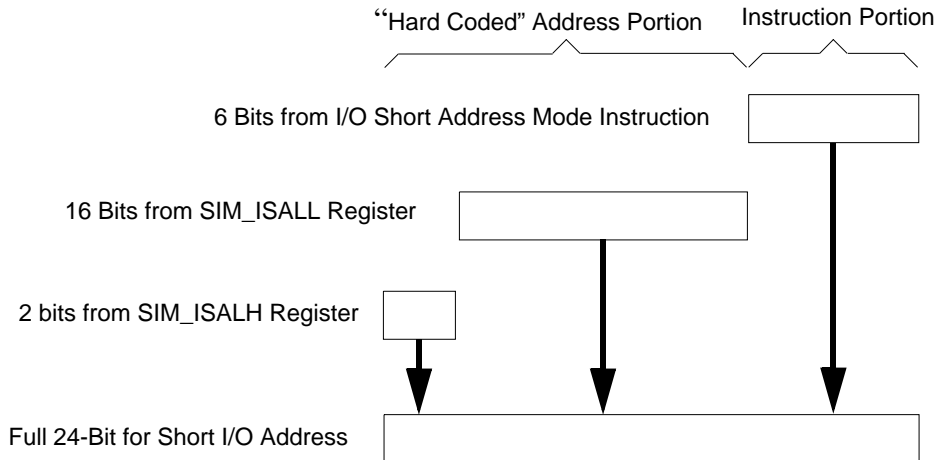 “Hard Coded” Address Portion
Instruction Portion
6 Bits from I/O Short Address Mode Instruction
16 Bits from SIM_ISALL Register
2 bits from SIM_ISALH Register
Full 24-Bit for Short I/O Address